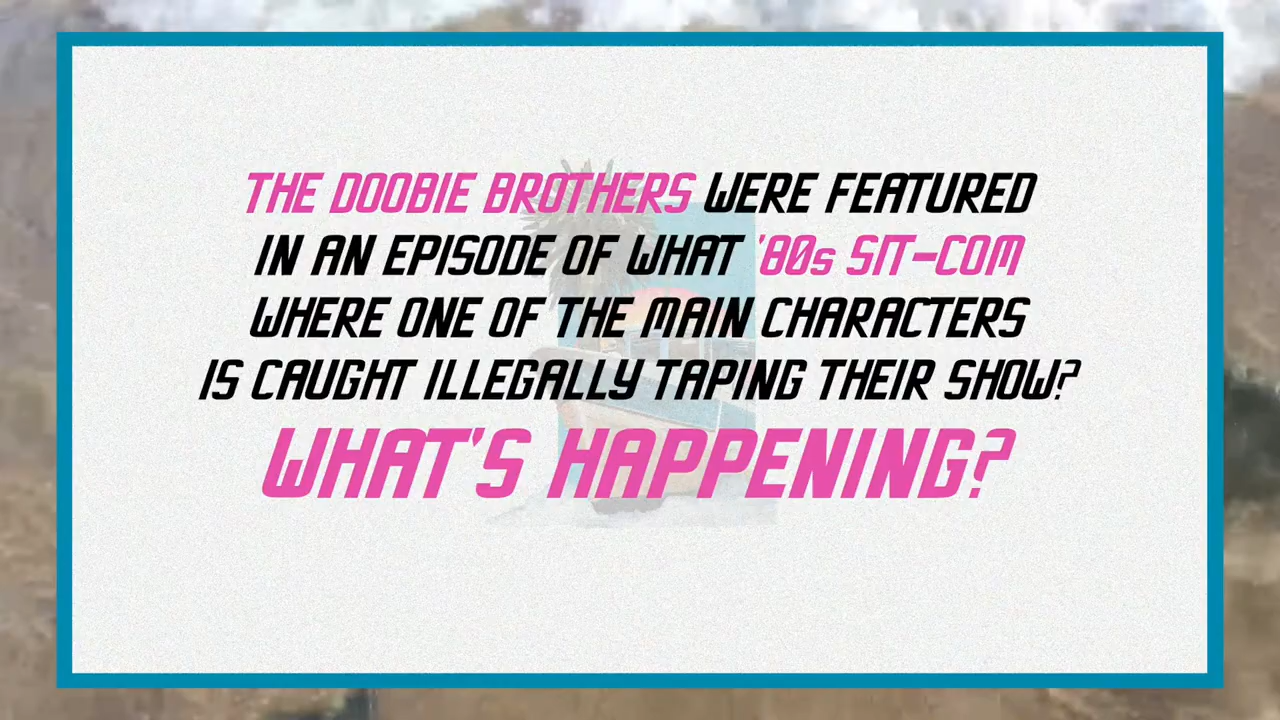 THE DOOBIE BROTHERS WERE FEATURED
IN AN EPISODE OF WHAT '80s SIT-COM
WHERE ONE OF THE MAIN CHARACTERS
IS CAUGHT ILLEGALLY TAPING THEIR SHOW?
WHAT'S HAPPENING?